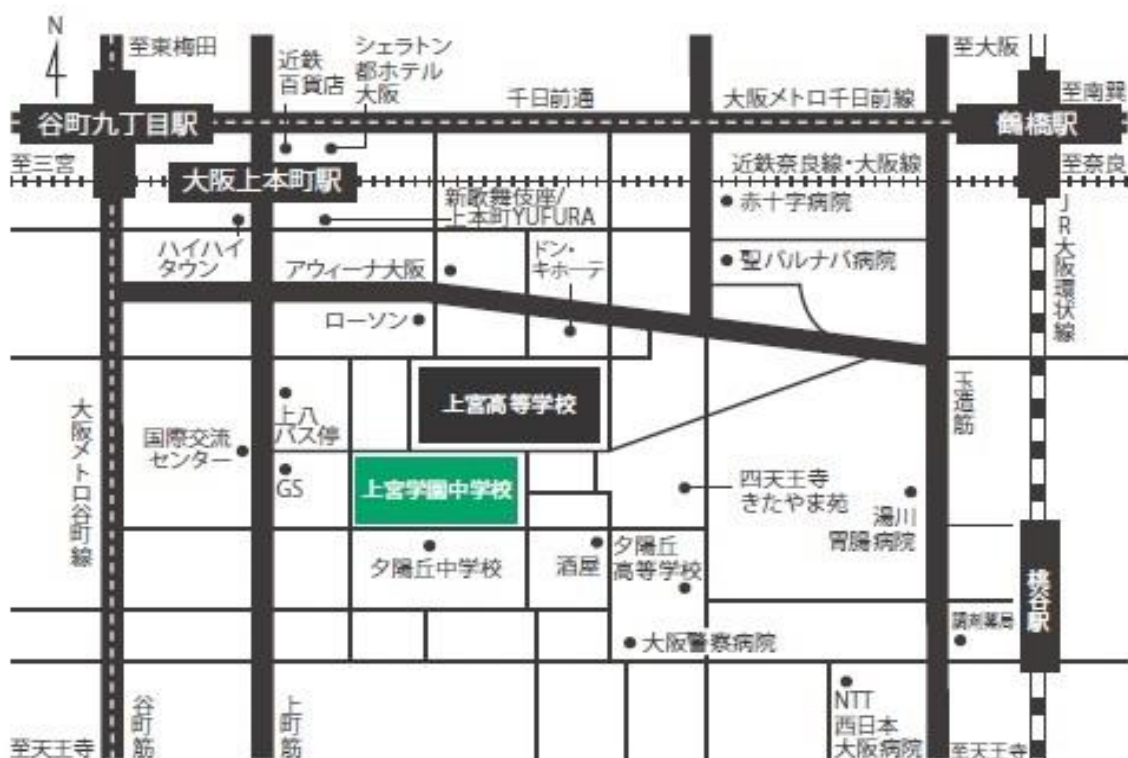 N
至東梅田
近鉄
百貨店
シェラトン
都ホテル
大阪
千日前通
大阪メトロ千日前線
至大阪
至南巽
谷町九丁目駅
鶴橋駅
至三宮
大阪上本町駅
近鉄奈良線・大阪線
至奈良
新歌舞伎座/
上本町YUFURA
赤十字病院
ハイハイ
タウン
アウィーナ大阪
ドン・
キホーテ
聖バルナバ病院
JR大阪環状線
ローソン
上宮高等学校
玉造筋
大阪メトロ谷町線
上八
バス停
国際交流
センター
GS
上宮学園中学校
四天王寺
きたやま苑
湯川
胃腸病院
夕陽丘中学校
酒屋
夕陽丘
高等学校
桃谷駅
調剤薬局
大阪警察病院
NTT
西日本
大阪病院
谷町筋
上町筋
至天王寺
至天王寺